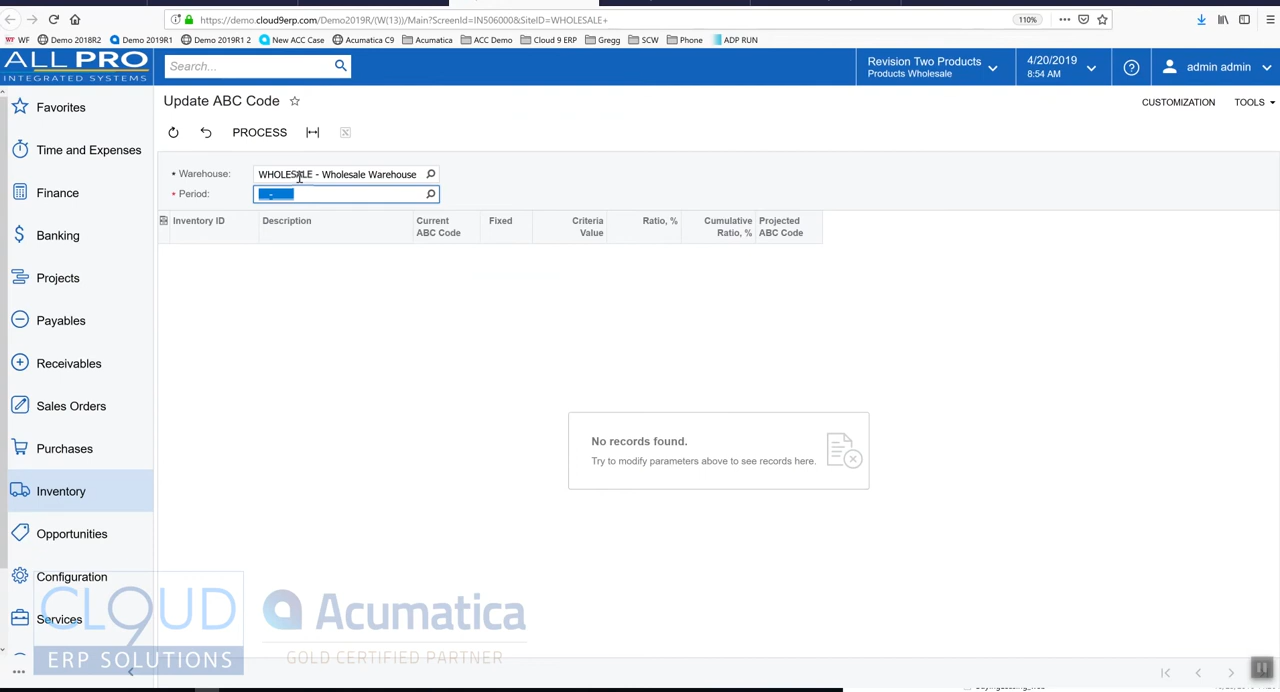 https://demo.cloud9erp.com/Demo2019R/(W(13))/Main?ScreenId=IN506000&SiteID=WHOLESALE+
110%
WF
Demo 2018R2
Demo 2019R1
Demo 2019R1 2
New ACC Case
Acumatica C9
Acumatica
ACC Demo
Cloud 9 ERP
Gregg
SCW
Phone
ADP RUN
ALL PRO
INTEGRATED SYSTEMS
Search...
Revision Two Products
Products Wholesale
4/20/2019
8:54 AM
admin admin
Favorites
Time and Expenses
Finance
Banking
Projects
Payables
Receivables
Sales Orders
Purchases
Inventory
Opportunities
Configuration
Services
Update ABC Code
CUSTOMIZATION
TOOLS
PROCESS
Warehouse:
WHOLESALE - Wholesale Warehouse
Period:
-
Inventory ID
Description
Current
ABC Code
Fixed
Criteria
Value
Ratio, %
Cumulative
Ratio, %
Projected
ABC Code
No records found.
Try to modify parameters above to see records here.
CLOUD
ERP SOLUTIONS
Acumatica
GOLD CERTIFIED PARTNER